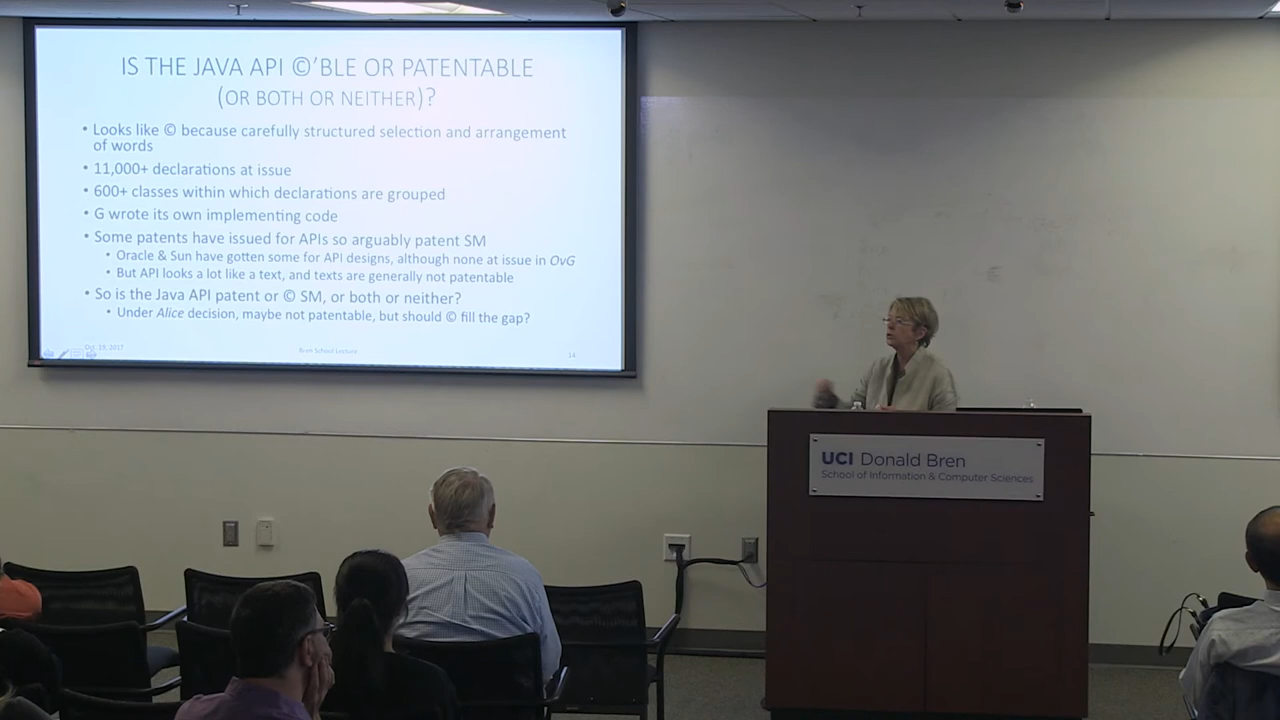 IS THE JAVA API ©’BLE OR PATENTABLE
(OR BOTH OR NEITHER)?
• Looks like © because carefully structured selection and arrangement
of words
• 11,000+ declarations at issue
• 600+ classes within which declarations are grouped
• G wrote its own implementing code
• Some patents have issued for APIs so arguably patent SM
• Oracle & Sun have gotten some for API designs, although none at issue in OvG
• But API looks a lot like a text, and texts are generally not patentable
• So is the Java API patent or © SM, or both or neither?
• Under Alice decision, maybe not patentable, but should © fill the gap?
Oct. 19, 2017
Bren School Lecture
14
UCI Donald Bren
School of Information & Computer Sciences